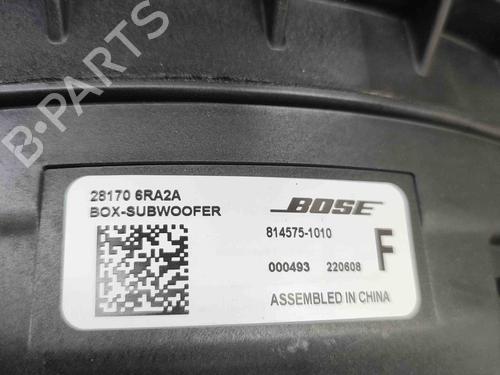 B-PARTS
28170 6RA2A
BOX-SUBWOOFER
BOSE
814575-1010
F
000493 220608
ASSEMBLED IN CHINA